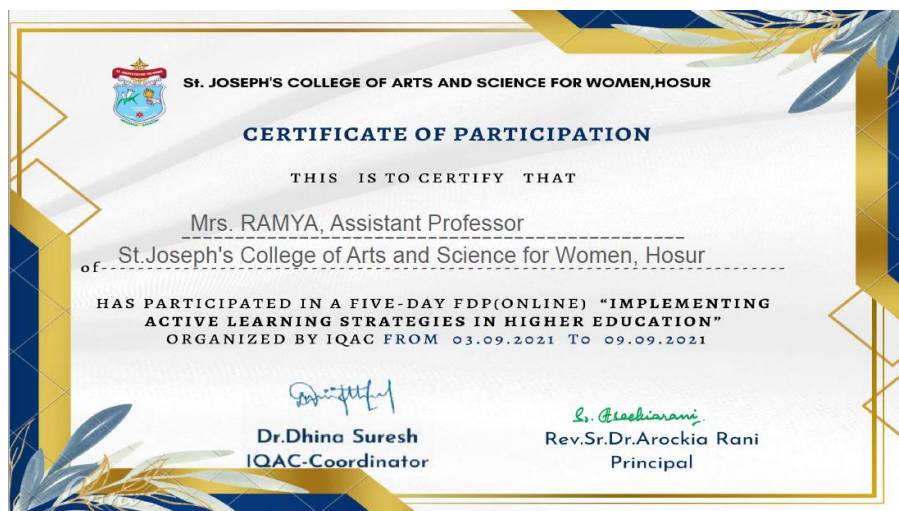 St. JOSEPH'S COLLEGE OF ARTS AND SCIENCE FOR WOMEN,HOSUR
CERTIFICATE OF PARTICIPATION
THIS IS TO CERTIFY THAT
Mrs. RAMYA, Assistant Professor
of St.Joseph's College of Arts and Science for Women, Hosur
HAS PARTICIPATED IN A FIVE-DAY FDP(ONLINE) “IMPLEMENTING
ACTIVE LEARNING STRATEGIES IN HIGHER EDUCATION”
ORGANIZED BY IQAC FROM 03.09.2021 To 09.09.2021
Dr.Dhina Suresh
IQAC-Coordinator
Rev.Sr.Dr.Arockia Rani
Principal